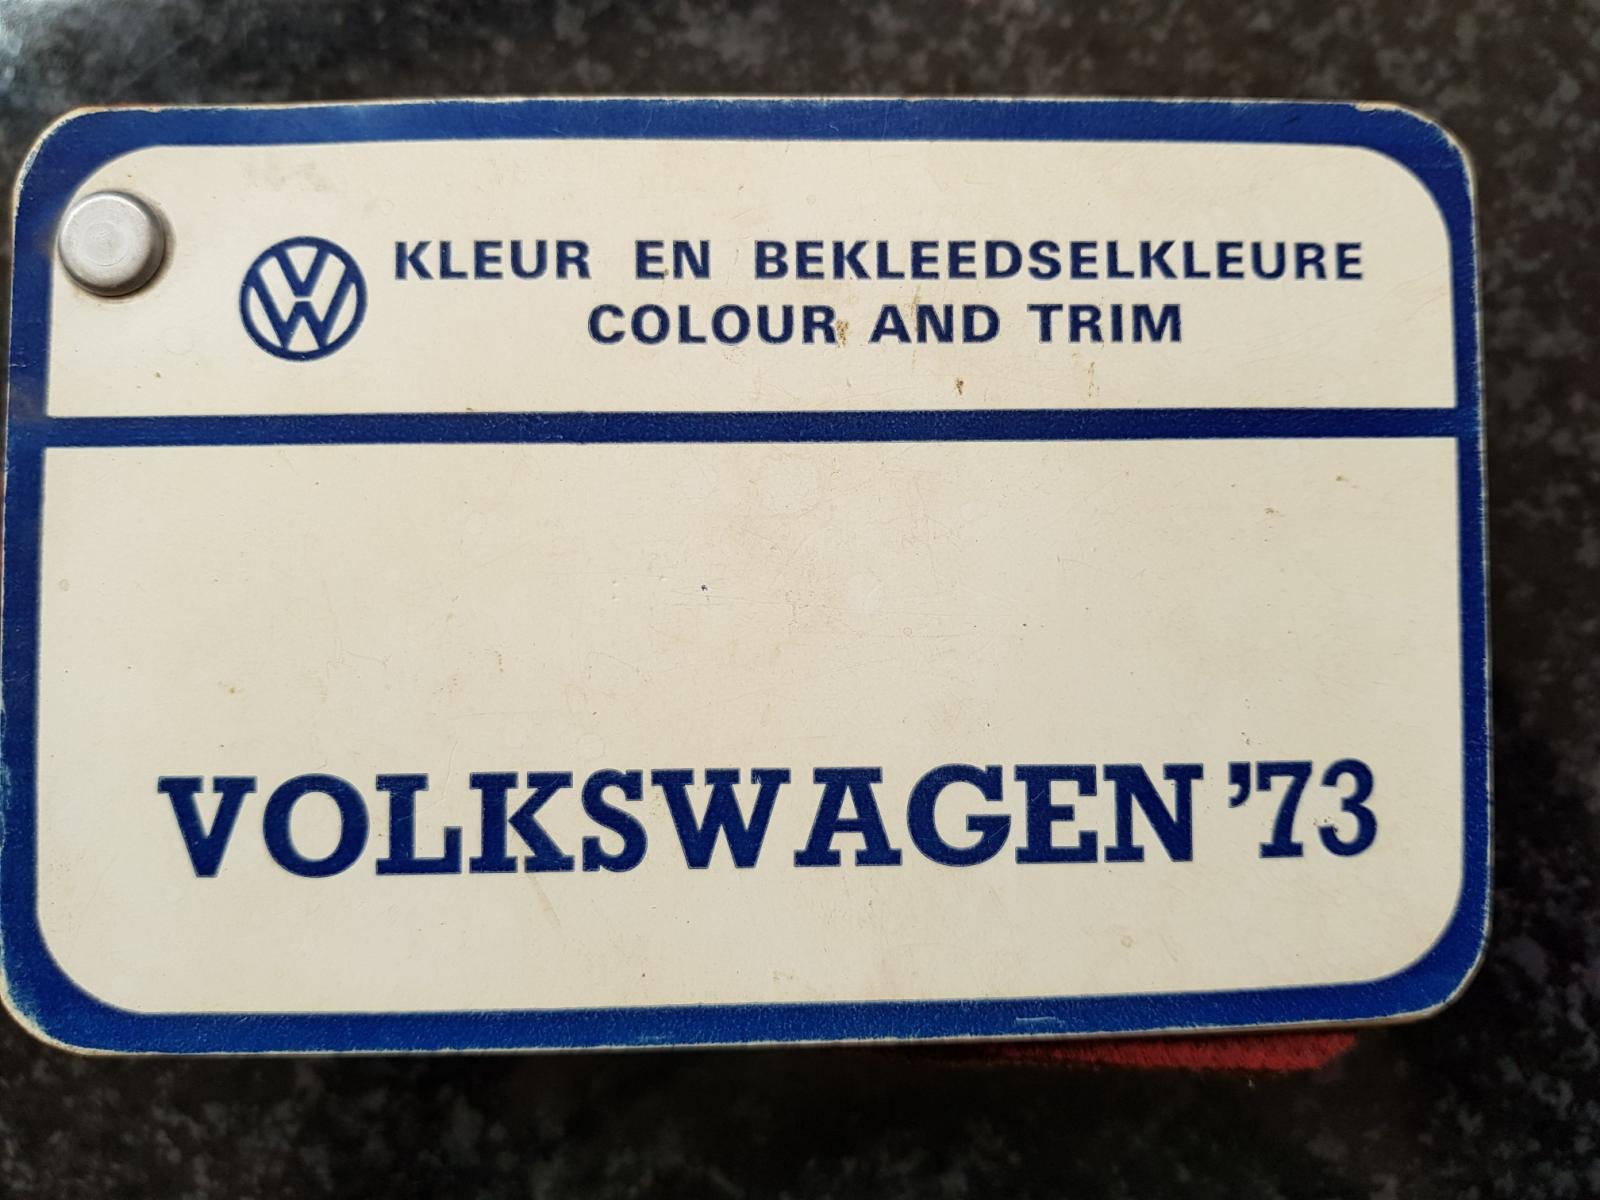 KLEUR EN BEKLEEDSELKLEURE
COLOUR AND TRIM
VOLKSWAGEN '73